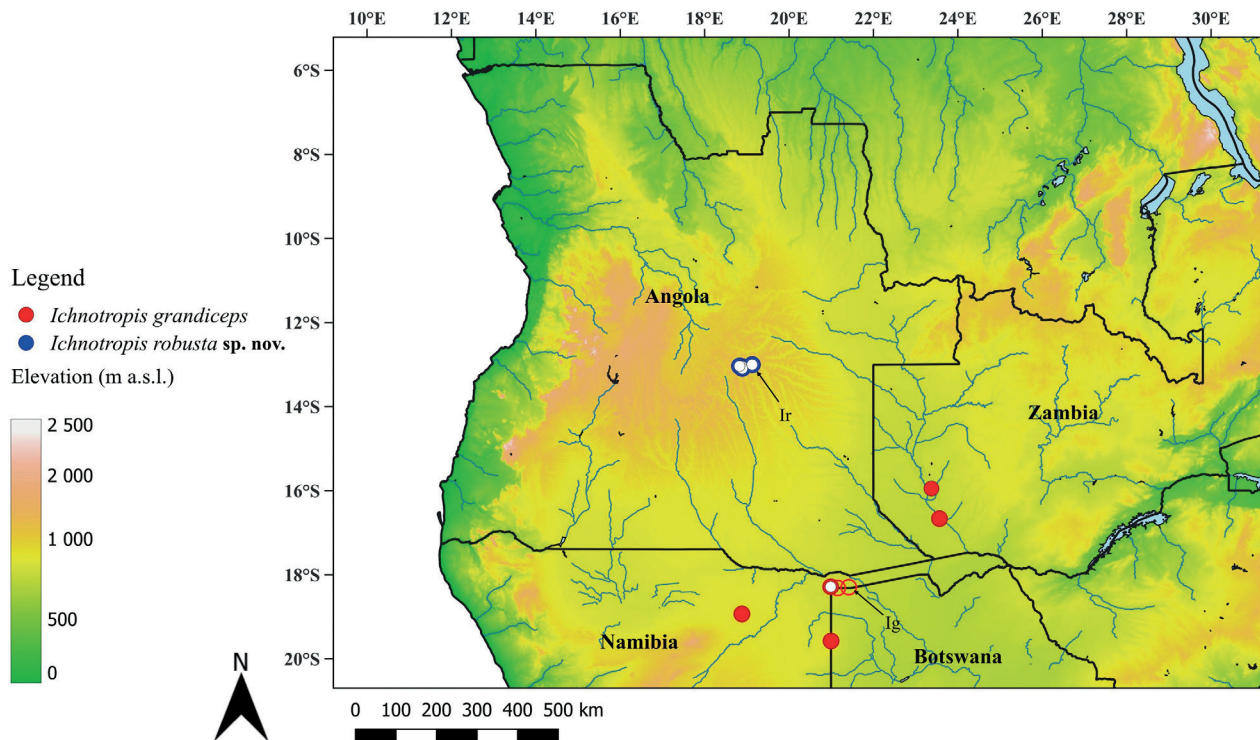 10°E 12°E 14°E 16°E 18°E 20°E 22°E 24°E 26°E 28°E 30°E
6°S
8°S
10°S
12°S
14°S
16°S
18°S
20°S
Legend
Ichnotropis grandiceps
Ichnotropis robusta sp. nov.
Elevation (m a.s.l.)
2 500
2 000
1 000
500
0
Angola
Ir
Zambia
Ig
Namibia
Botswana
N
0 100 200 300 400 500 km